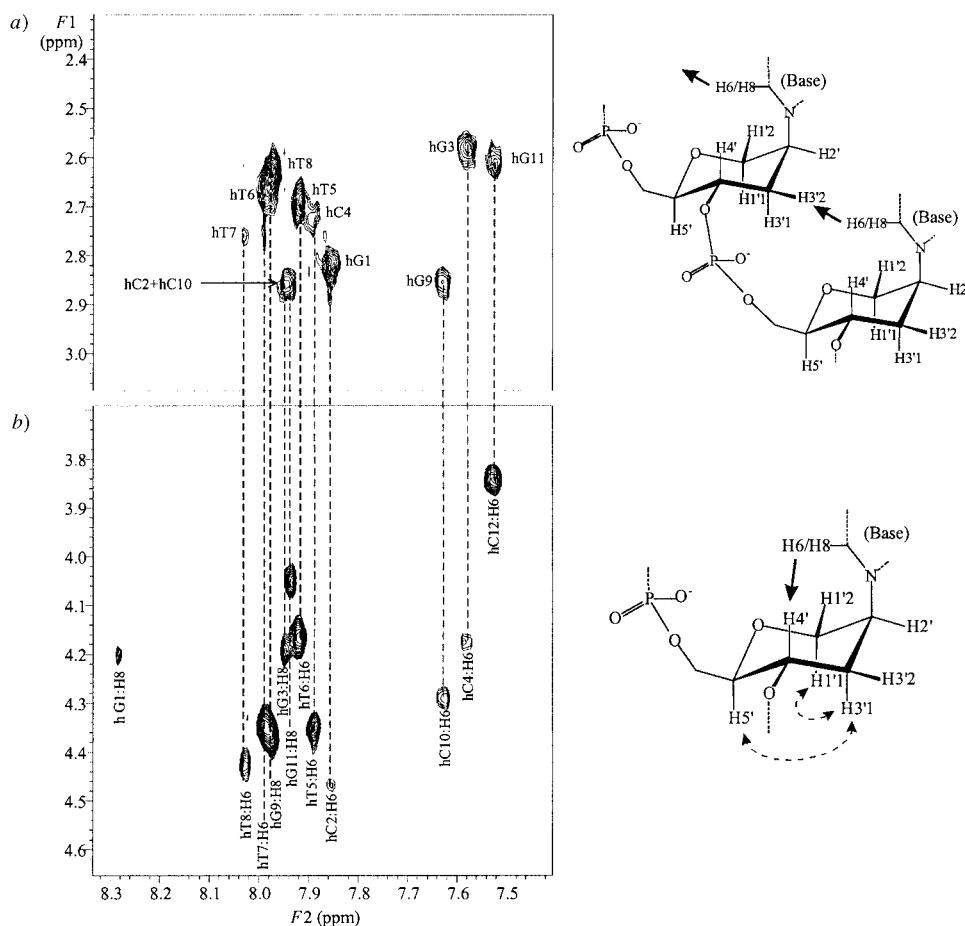 a)
F1
(ppm)
2.4
2.5
2.6
2.7
2.8
2.9
3.0
hT6
hT8
hT5
hC4
hT7
hG1
hC2+hC10
hG3
hG11
hG9
b)
3.8
3.9
4.0
4.1
4.2
4.3
4.4
4.5
4.6
h G1:H8
hT8:H6
hT7:H6
hG9:H8
hG3:H8
hG11:H8
hT6:H6
hT5:H6
hC2:H6
hC10:H6
hC4:H6
hC12:H6
8.3 8.2 8.1 8.0 7.9 7.8 7.7 7.6 7.5
F2 (ppm)
H6/H8 (Base)
N
P O-
O
O
O H4' H1'2 H2'
H1'1 H3'2
H5' H3'1
O
H6/H8 (Base)
N
P O-
O
O
O H4' H1'2 H2
H1'1 H3'2
H5' H3'1
O
(Base)
H6/H8
N
P O-
O
O
O H4' H1'2 H2'
H1'1 H3'2
H5' H3'1
O